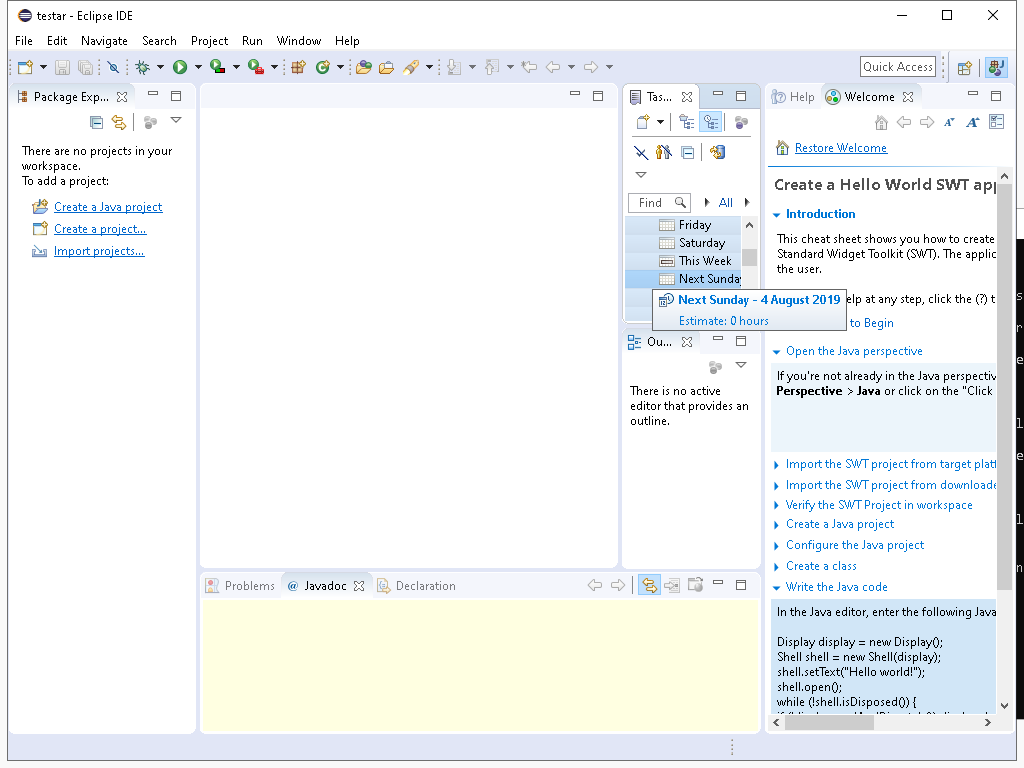 testar - Eclipse IDE
File Edit Navigate Search Project Run Window Help
Quick Access
Package Exp...
There are no projects in your
workspace.
To add a project:
Create a Java project
Create a project...
Import projects...
Tas...
Find
All
Friday
Saturday
This Week
Next Sunday
Next Sunday - 4 August 2019
Estimate: 0 hours
Ou...
There is no active
editor that provides an
outline.
Problems @ Javadoc Declaration
Help Welcome
Restore Welcome
Create a Hello World SWT app
Introduction
This cheat sheet shows you how to create
Standard Widget Toolkit (SWT). The applic
the user.
elp at any step, click the (?) t
to Begin
Open the Java perspective
If you're not already in the Java perspectiv
Perspective > Java or click on the "Click
Import the SWT project from target platf
Import the SWT project from downloade
Verify the SWT Project in workspace
Create a Java project
Configure the Java project
Create a class
Write the Java code
In the Java editor, enter the following Java
Display display = new Display();
Shell shell = new Shell(display);
shell.setText("Hello world!");
shell.open();
while (!shell.isDisposed()) {